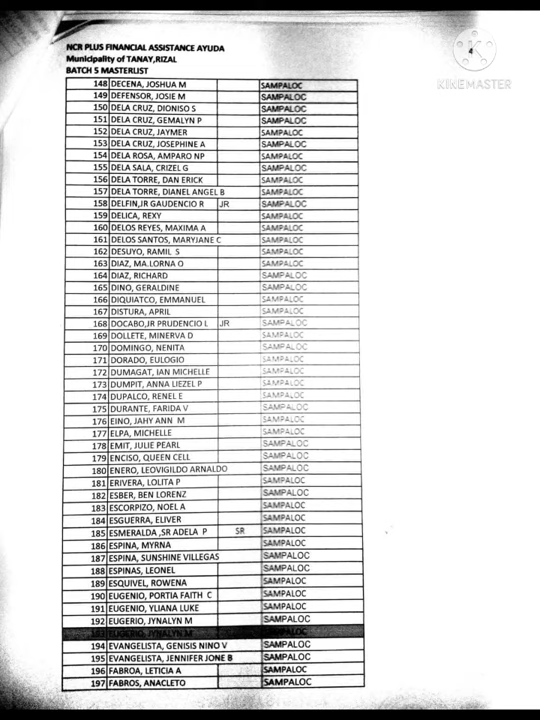 NCR PLUS FINANCIAL ASSISTANCE AYUDA
Municipality of TANAY,RIZAL
BATCH 5 MASTERLIST
4
KINEMASTER
148 DECENA, JOSHUA M SAMPALOC
149 DEFENSOR, JOSIE M SAMPALOC
150 DELA CRUZ, DIONISO S SAMPALOC
151 DELA CRUZ, GEMALYN P SAMPALOC
152 DELA CRUZ, JAYMER SAMPALOC
153 DELA CRUZ, JOSEPHINE A SAMPALOC
154 DELA ROSA, AMPARO NP SAMPALOC
155 DELA SALA, CRIZEL G SAMPALOC
156 DELA TORRE, DAN ERICK SAMPALOC
157 DELA TORRE, DIANEL ANGEL B SAMPALOC
158 DELFIN,JR GAUDENCIO R JR SAMPALOC
159 DELICA, REXY SAMPALOC
160 DELOS REYES, MAXIMA A SAMPALOC
161 DELOS SANTOS, MARYJANE C SAMPALOC
162 DESUYO, RAMIL S SAMPALOC
163 DIAZ, MA.LORNA O SAMPALOC
164 DIAZ, RICHARD SAMPALOC
165 DINO, GERALDINE SAMPALOC
166 DIQUIATCO, EMMANUEL SAMPALOC
167 DISTURA, APRIL SAMPALOC
168 DOCABO,JR PRUDENCIO L JR SAMPALOC
169 DOLLETE, MINERVA D SAMPALOC
170 DOMINGO, NENITA SAMPALOC
171 DORADO, EULOGIO SAMPALOC
172 DUMAGAT, IAN MICHELLE SAMPALOC
173 DUMPIT, ANNA LIEZEL P SAMPALOC
174 DUPALCO, RENEL E SAMPALOC
175 DURANTE, FARIDA V SAMPALOC
176 EINO, JAHY ANN M SAMPALOC
177 ELPA, MICHELLE SAMPALOC
178 EMIT, JULIE PEARL SAMPALOC
179 ENCISO, QUEEN CELL SAMPALOC
180 ENERO, LEOVIGILDO ARNALDO SAMPALOC
181 ERIVERA, LOLITA P SAMPALOC
182 ESBER, BEN LORENZ SAMPALOC
183 ESCORPIZO, NOEL A SAMPALOC
184 ESGUERRA, ELIVER SAMPALOC
185 ESMERALDA ,SR ADELA P SR SAMPALOC
186 ESPINA, MYRNA SAMPALOC
187 ESPINA, SUNSHINE VILLEGAS SAMPALOC
188 ESPINAS, LEONEL SAMPALOC
189 ESQUIVEL, ROWENA SAMPALOC
190 EUGENIO, PORTIA FAITH C SAMPALOC
191 EUGENIO, YLIANA LUKE SAMPALOC
192 EUGERIO, JYNALYN M SAMPALOC
193 EUGERIO, JYNALYN M SAMPALOC
194 EVANGELISTA, GENISIS NINO V SAMPALOC
195 EVANGELISTA, JENNIFER JONE B SAMPALOC
196 FABROA, LETICIA A SAMPALOC
197 FABROS, ANACLETO SAMPALOC